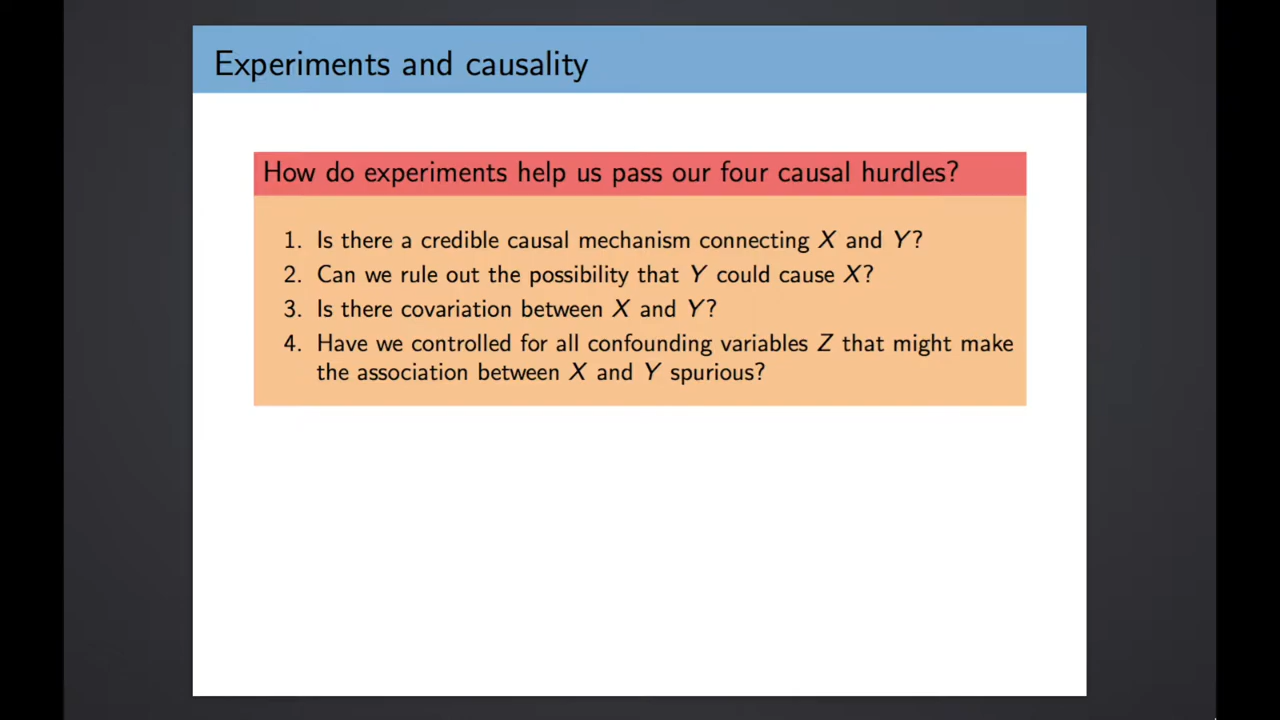 Experiments and causality
How do experiments help us pass our four causal hurdles?
1. Is there a credible causal mechanism connecting X and Y?
2. Can we rule out the possibility that Y could cause X?
3. Is there covariation between X and Y?
4. Have we controlled for all confounding variables Z that might make
the association between X and Y spurious?